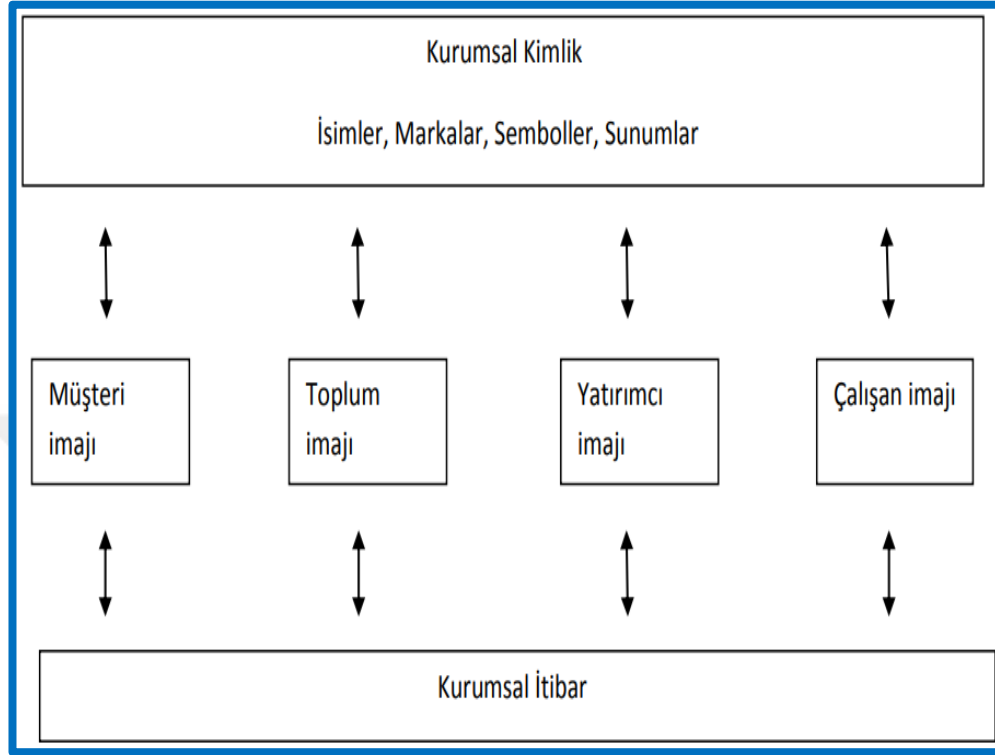 Kurumsal Kimlik
İsimler, Markalar, Semboller, Sunumlar
Müşteri
imajı
Toplum
imajı
Yatırımcı
imajı
Çalışan imajı
Kurumsal İtibar